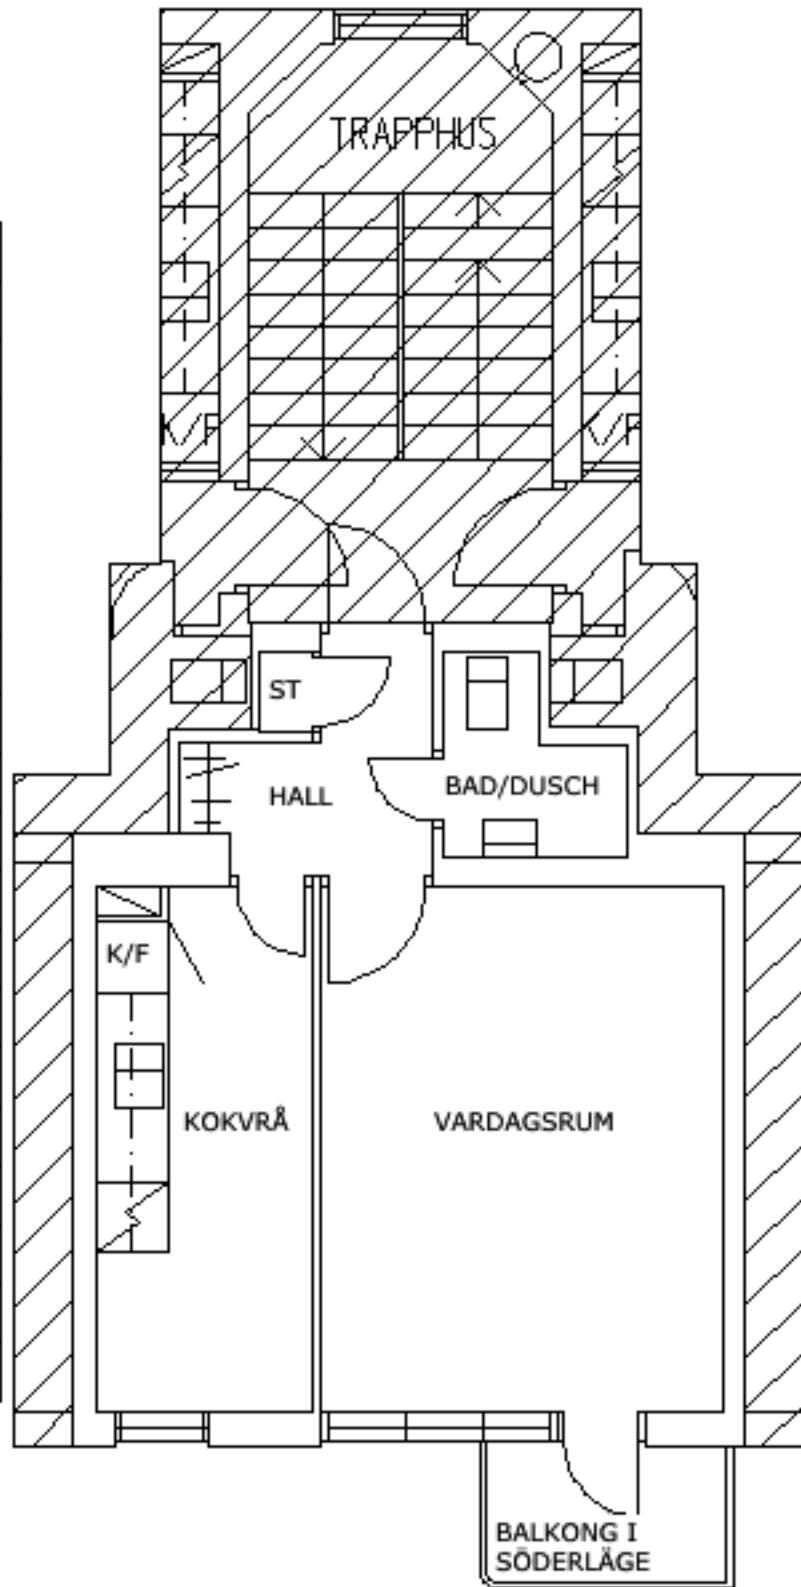 TRAPPHUS
K/F
K/F
ST
HALL
BAD/DUSCH
K/F
KOKVRÅ
VARDAGSRUM
BALKONG I
SÖDERLÄGE